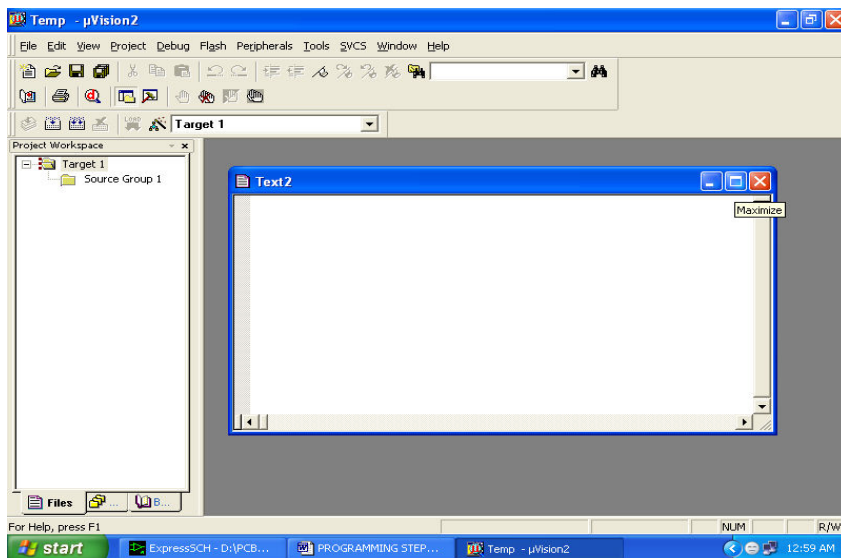 Temp - µVision2
File Edit View Project Debug Flash Peripherals Tools SVCS Window Help
Target 1
Project Workspace
Target 1
Source Group 1
Text2
Maximize
Files ... B...
For Help, press F1 NUM R/W
start ExpressSCH - D:\PCB... PROGRAMMING STEP... Temp - µVision2 12:59 AM